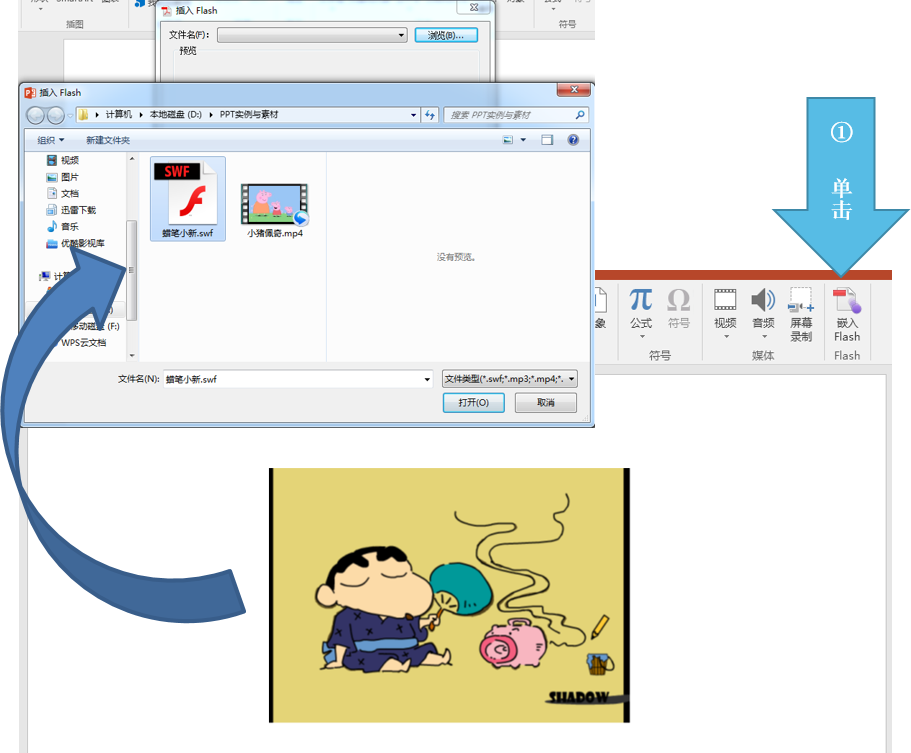 SmartArt
插图
符号
插入 Flash
文件名(F):
浏览(B)...
预览
插入 Flash
计算机
本地磁盘 (D:)
PPT实例与素材
搜索 PPT实例与素材
组织
新建文件夹
视频
图片
文档
迅雷下载
音乐
优酷影视库
计算
移动磁盘 (F:)
WPS云文档
SWF
蜡笔小新.swf
小猪佩奇.mp4
没有预览。
文件名(N):
蜡笔小新.swf
文件类型(*.swf;*.mp3;*.mp4;*.
打开(O)
取消
①
单
击
象
π
公式
Ω
符号
视频
音频
屏幕
录制
嵌入
Flash
符号
媒体
Flash
SHADOW